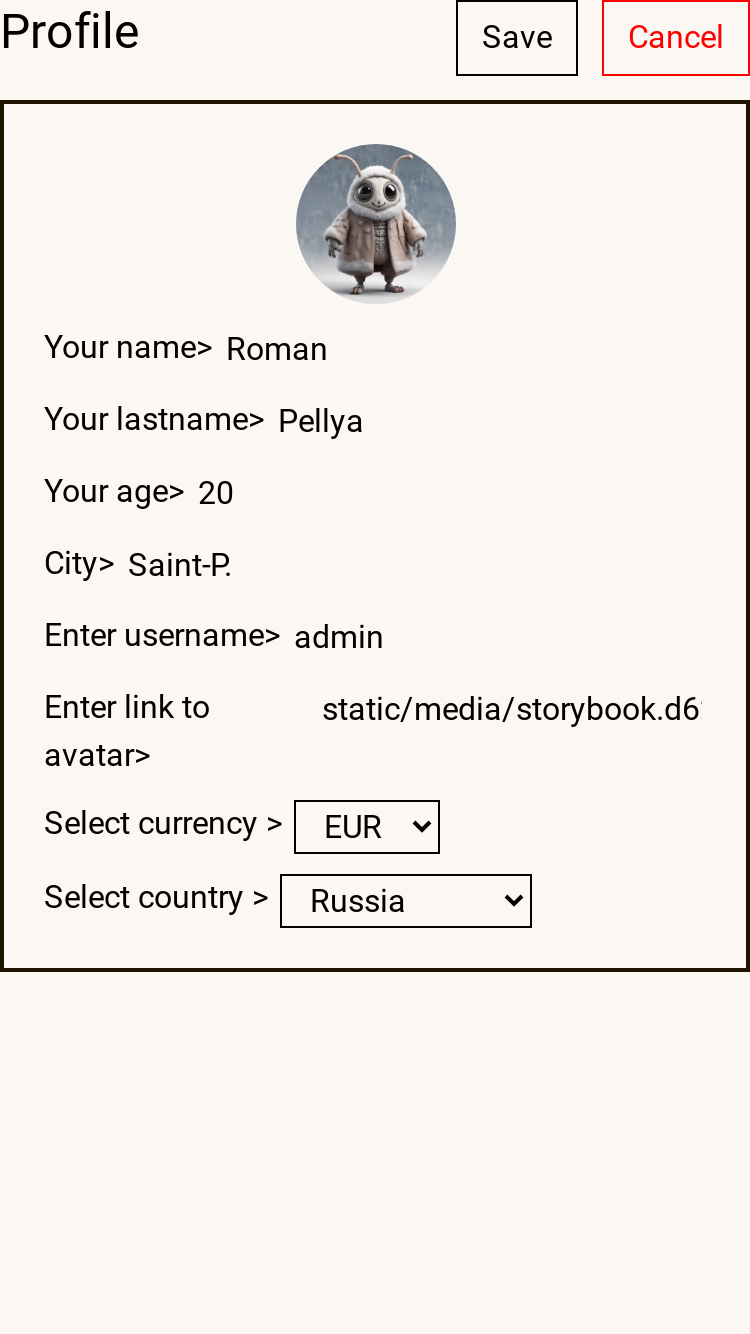 Profile Save Cancel
Your name> Roman
Your lastname> Pellya
Your age> 20
City> Saint-P.
Enter username> admin
Enter link to static/media/storybook.d6
avatar>
Select currency > EUR
Select country > Russia